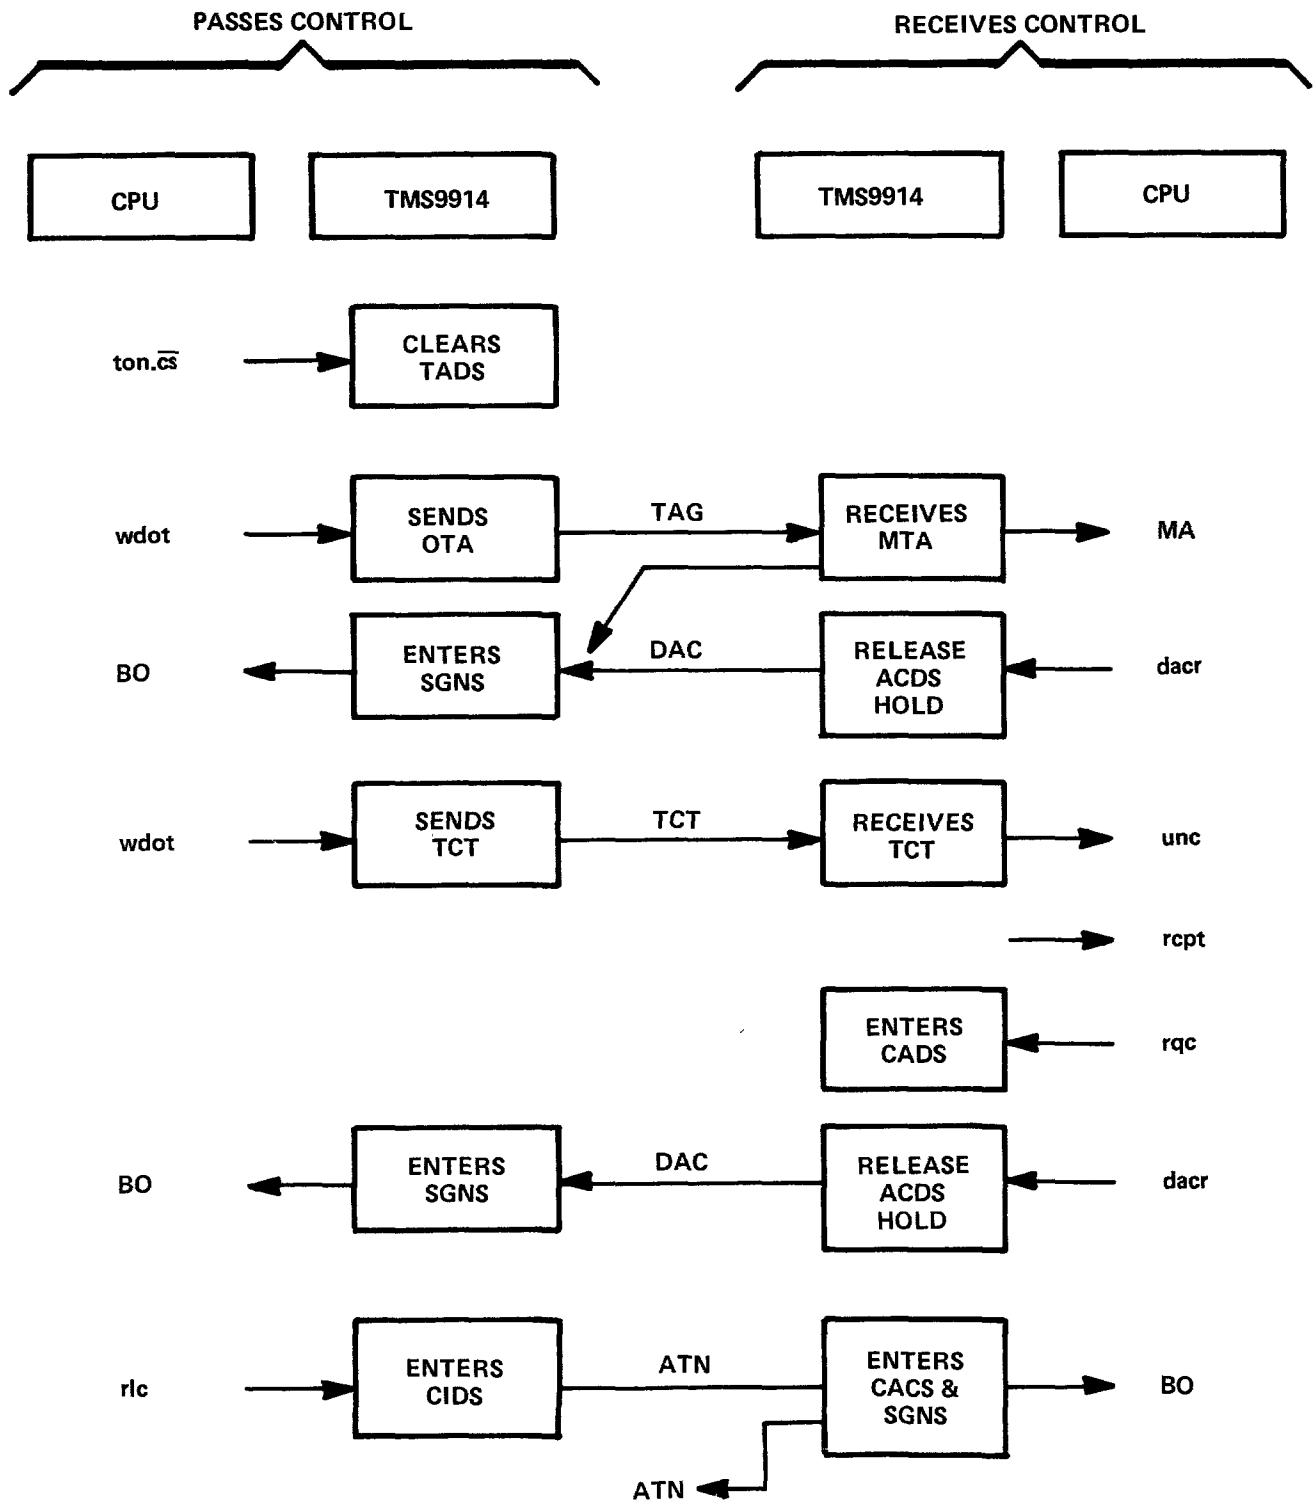 PASSES CONTROL
RECEIVES CONTROL
CPU
TMS9914
TMS9914
CPU
ton.c̅s̅
CLEARS
TADS
wdot
SENDS
OTA
TAG
RECEIVES
MTA
MA
BO
ENTERS
SGNS
DAC
RELEASE
ACDS
HOLD
dacr
wdot
SENDS
TCT
TCT
RECEIVES
TCT
unc
rcpt
ENTERS
CADS
rqc
BO
ENTERS
SGNS
DAC
RELEASE
ACDS
HOLD
dacr
rlc
ENTERS
CIDS
ATN
ENTERS
CACS &
SGNS
BO
ATN